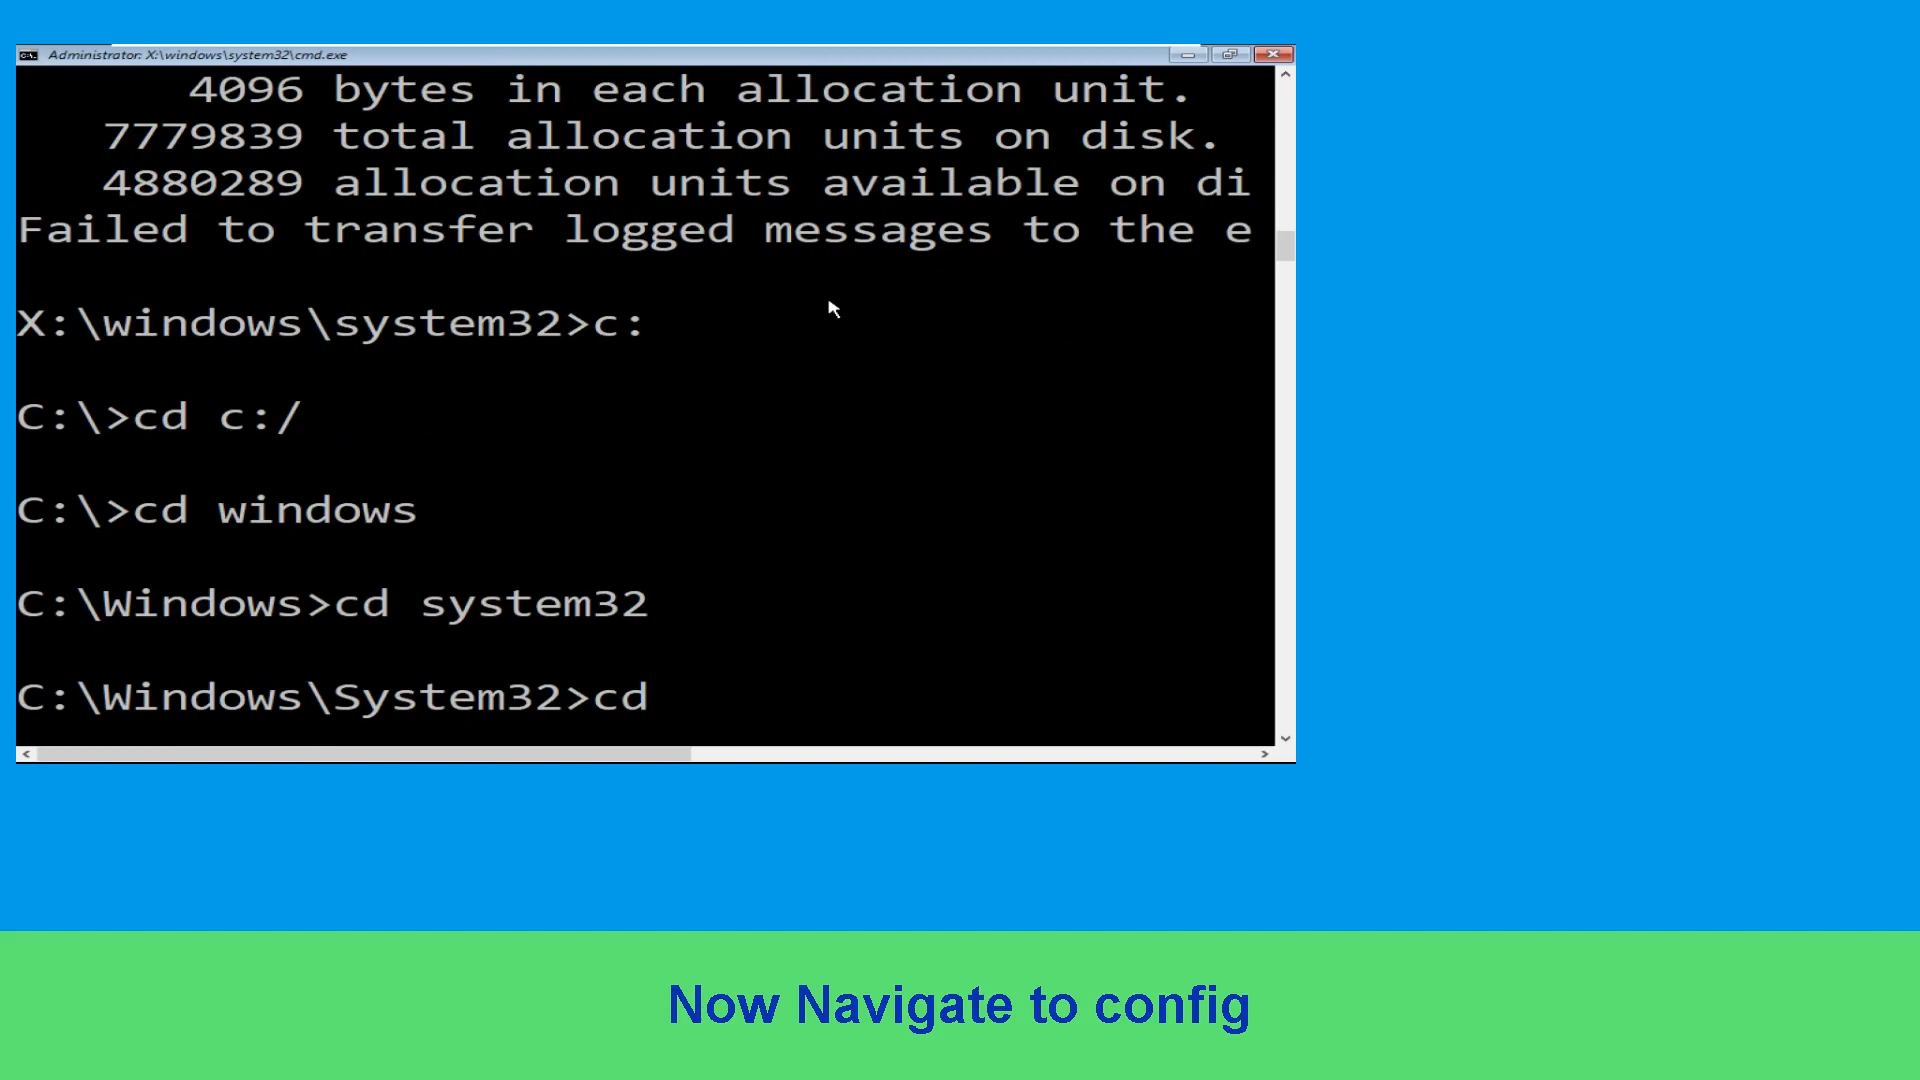 Administrator: X:\windows\system32\cmd.exe
4096 bytes in each allocation unit.
7779839 total allocation units on disk.
4880289 allocation units available on di
Failed to transfer logged messages to the e
X:\windows\system32>c:
C:\>cd c:/
C:\>cd windows
C:\Windows>cd system32
C:\Windows\System32>cd
Now Navigate to config